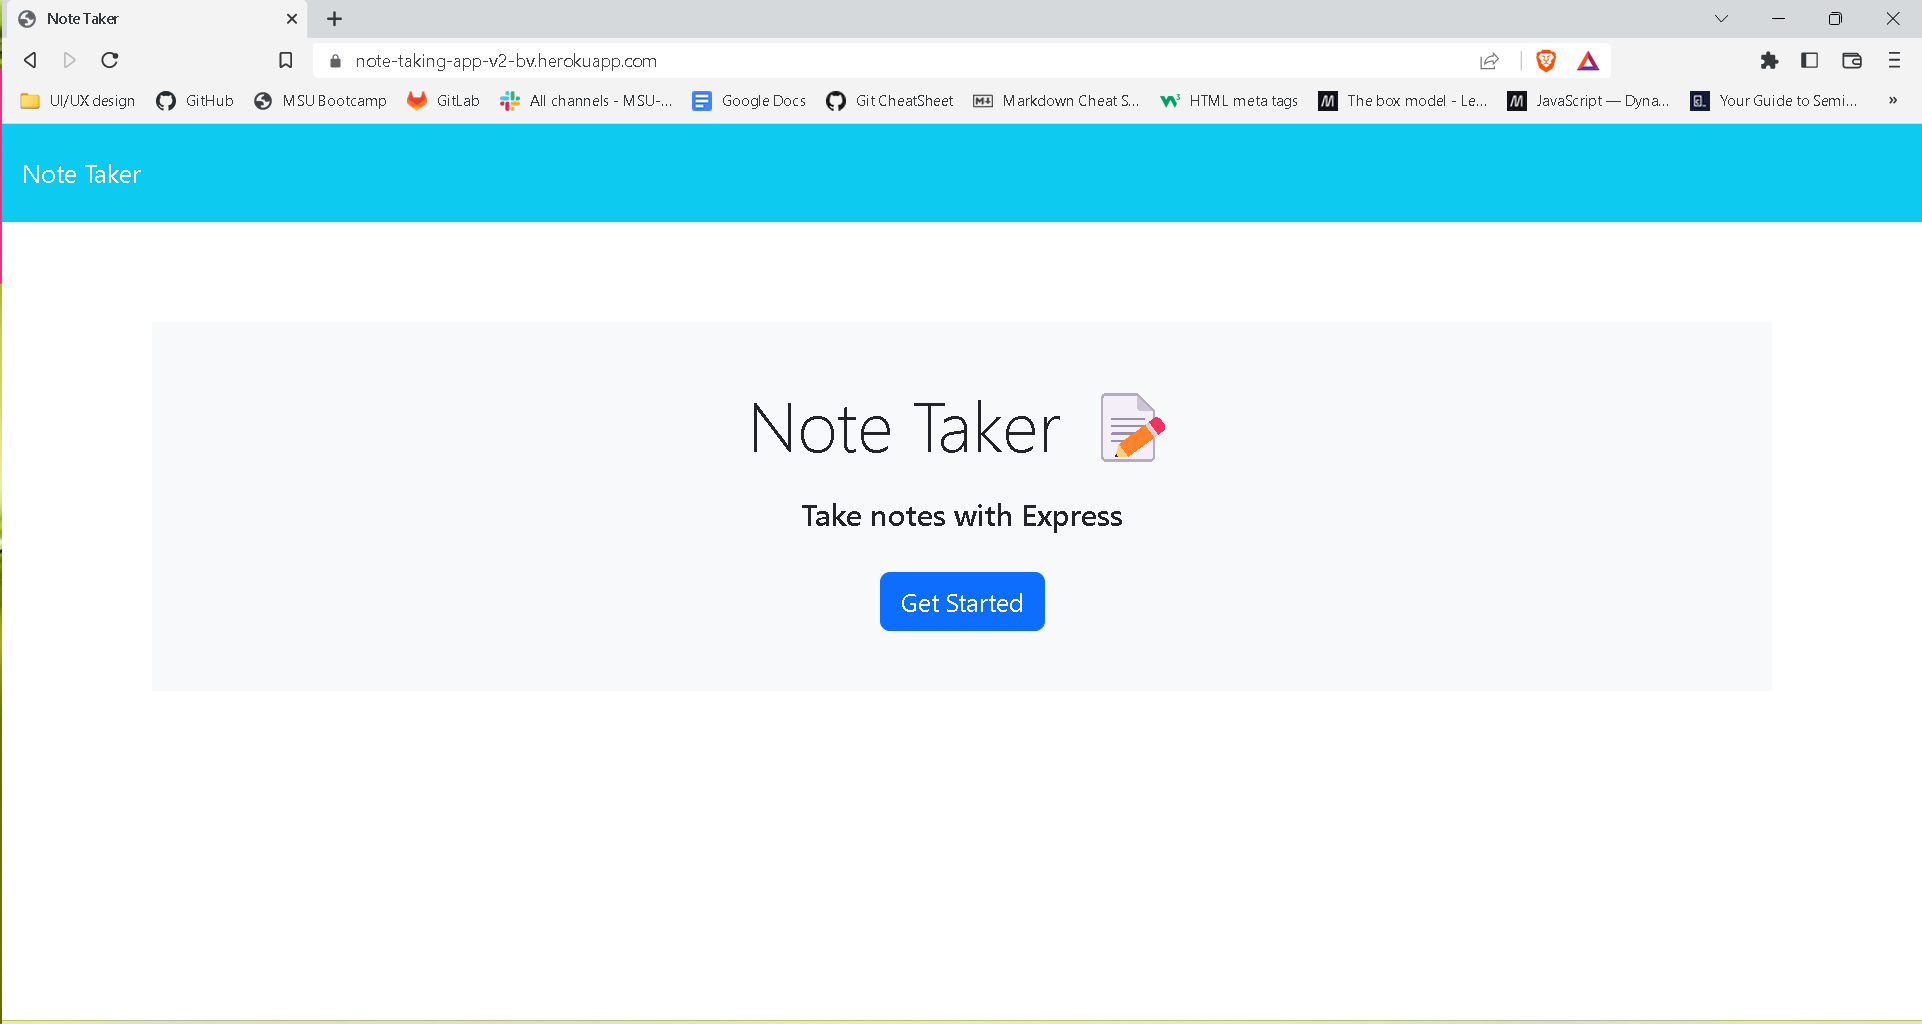 Note Taker
note-taking-app-v2-bv.herokuapp.com
UI/UX design GitHub MSU Bootcamp GitLab All channels - MSU-... Google Docs Git CheatSheet Markdown Cheat S... HTML meta tags The box model - Le... JavaScript — Dyna... Your Guide to Semi... »
Note Taker
Note Taker
Take notes with Express
Get Started